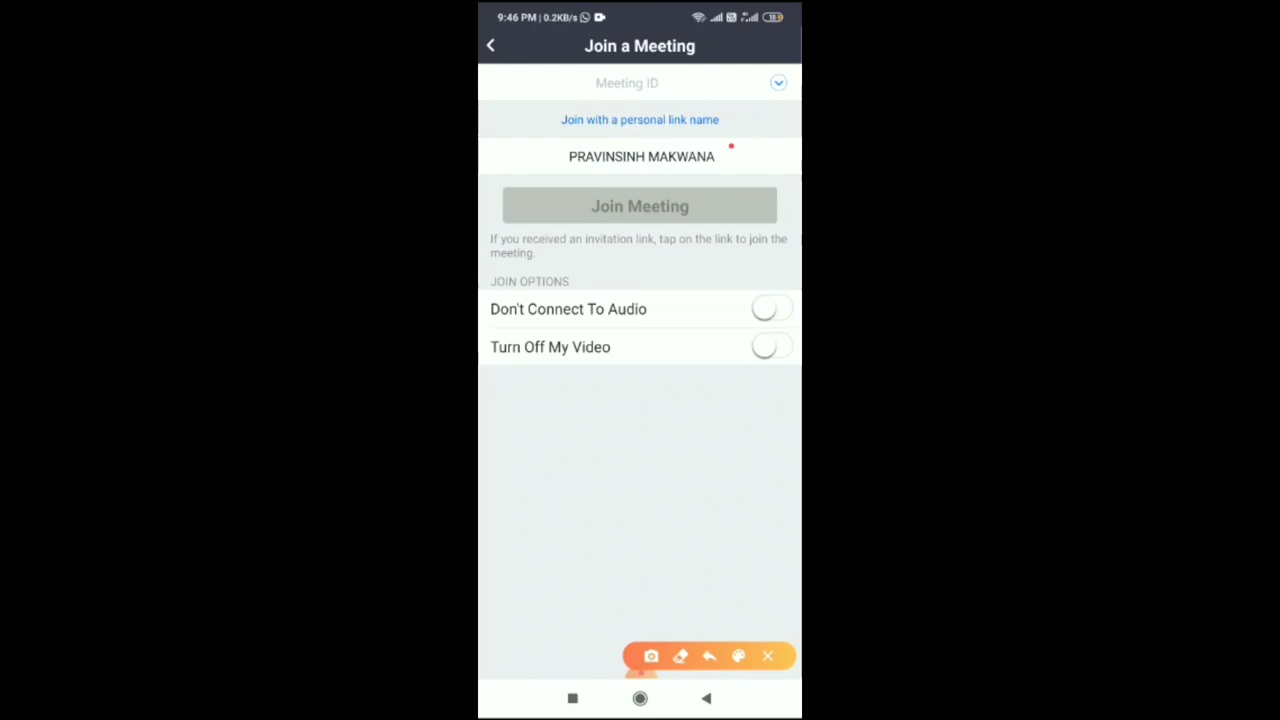 9:46 PM | 0.2KB/s
Join a Meeting
Meeting ID
Join with a personal link name
PRAVINSINH MAKWANA
Join Meeting
If you received an invitation link, tap on the link to join the
meeting.
JOIN OPTIONS
Don't Connect To Audio
Turn Off My Video